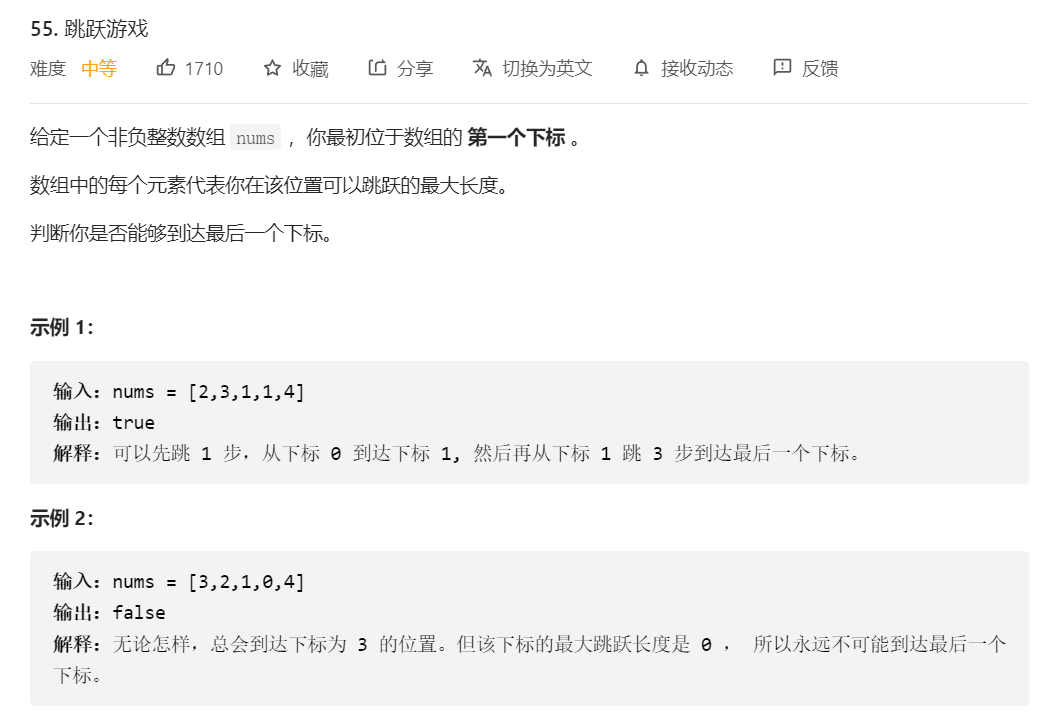 55. 跳跃游戏
难度 中等 1710 收藏 分享 切换为英文 接收动态 反馈
给定一个非负整数数组 nums ，你最初位于数组的 第一个下标 。
数组中的每个元素代表你在该位置可以跳跃的最大长度。
判断你是否能够到达最后一个下标。
示例 1：
输入：nums = [2,3,1,1,4]
输出：true
解释：可以先跳 1 步，从下标 0 到达下标 1, 然后再从下标 1 跳 3 步到达最后一个下标。
示例 2：
输入：nums = [3,2,1,0,4]
输出：false
解释：无论怎样，总会到达下标为 3 的位置。但该下标的最大跳跃长度是 0 ， 所以永远不可能到达最后一个
下标。